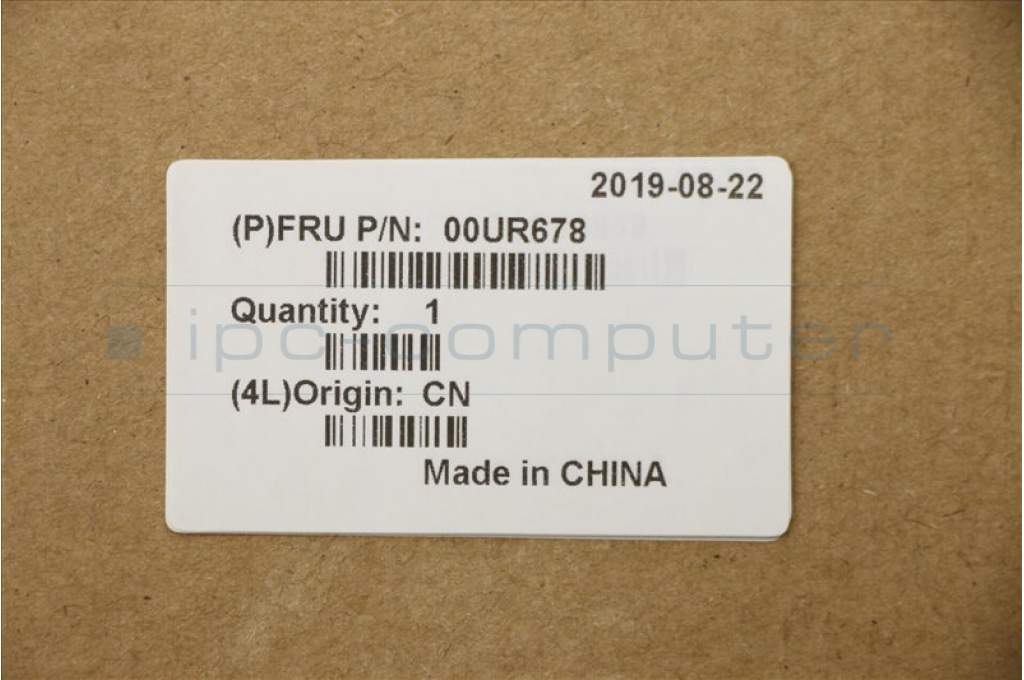 2019-08-22
(P)FRU P/N: 00UR678
Quantity: 1
ipc-computer
(4L)Origin: CN
Made in CHINA